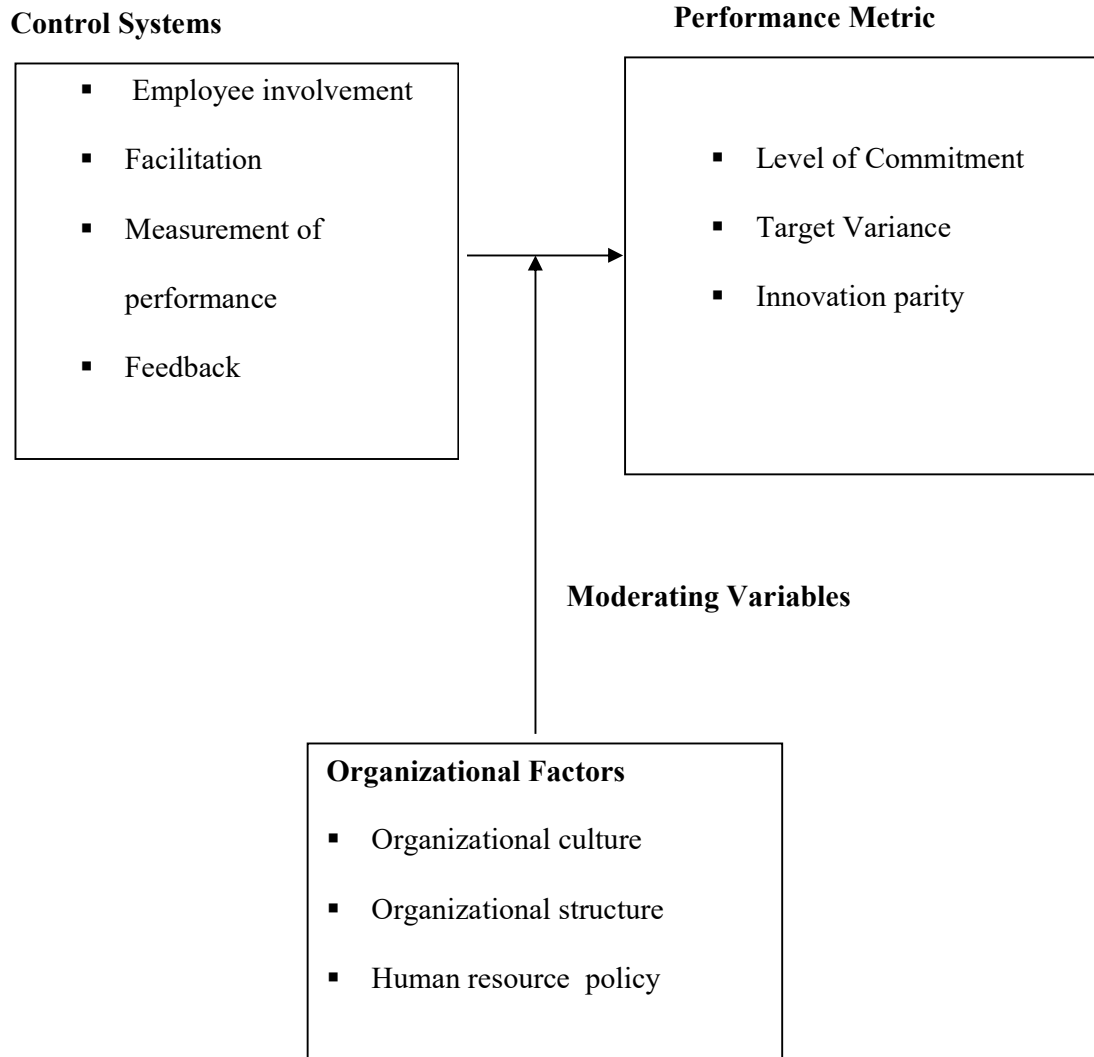 Control Systems
Performance Metric
▪ Employee involvement
▪ Facilitation
▪ Measurement of
performance
▪ Feedback
▪ Level of Commitment
▪ Target Variance
▪ Innovation parity
Moderating Variables
Organizational Factors
▪ Organizational culture
▪ Organizational structure
▪ Human resource policy